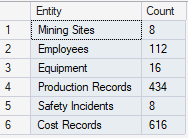 Entity Count
1 Mining Sites 8
2 Employees 112
3 Equipment 16
4 Production Records 434
5 Safety Incidents 8
6 Cost Records 616